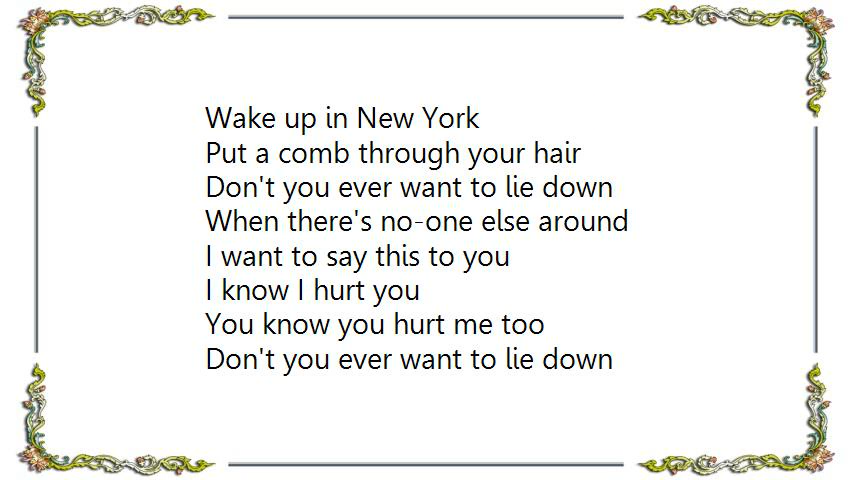 Wake up in New York
Put a comb through your hair
Don't you ever want to lie down
When there's no-one else around
I want to say this to you
I know I hurt you
You know you hurt me too
Don't you ever want to lie down